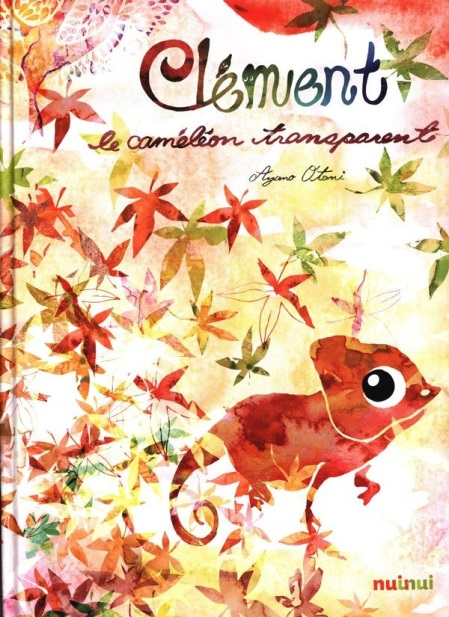 Clément
le caméléon transparent
Ayano Otani
nuinui